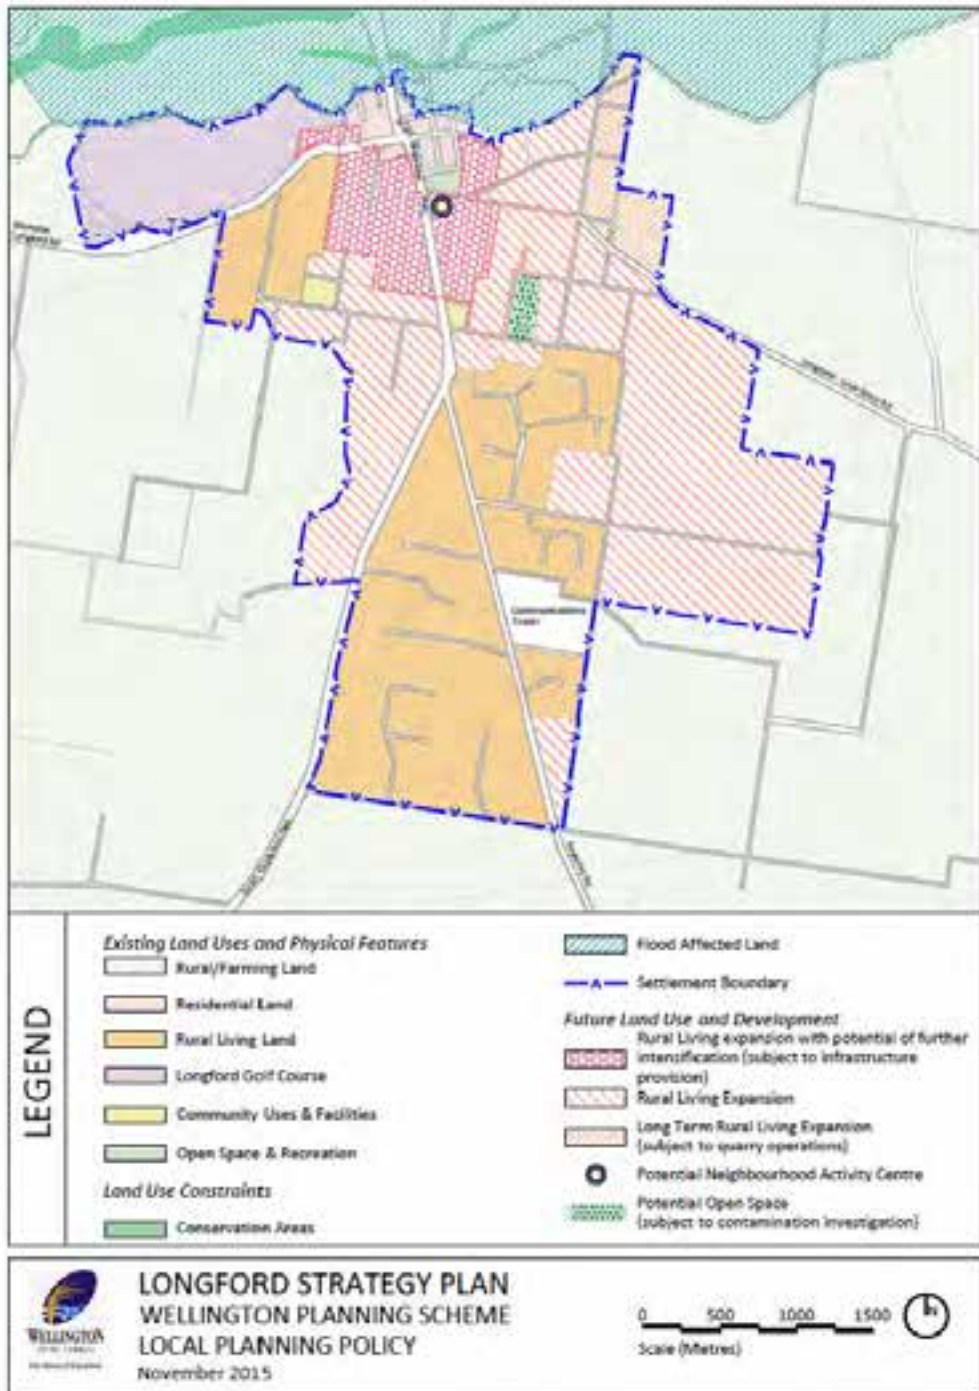 Communications
Tower
LEGEND
Existing Land Uses and Physical Features
Rural/Farming Land
Residential Land
Rural Living Land
Longford Golf Course
Community Uses & Facilities
Open Space & Recreation
Land Use Constraints
Conservation Areas
Flood Affected Land
Settlement Boundary
Future Land Use and Development
Rural Living expansion with potential of further
intensification (subject to infrastructure
provision)
Rural Living Expansion
Long Term Rural Living Expansion
(subject to quarry operations)
Potential Neighbourhood Activity Centre
Potential Open Space
(subject to contamination investigation)
WELLINGTON
LONGFORD STRATEGY PLAN
WELLINGTON PLANNING SCHEME
LOCAL PLANNING POLICY
November 2015
0 500 1000 1500
Scale (Metres)
N